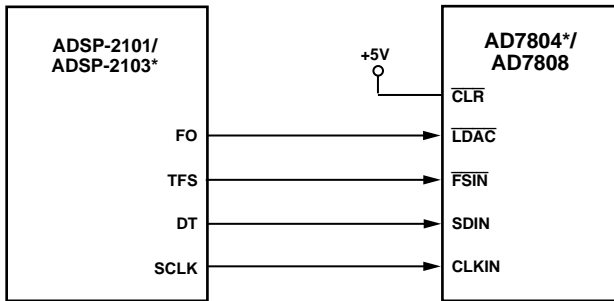 ADSP-2101/
ADSP-2103*
+5V
AD7804*/
AD7808
CLR
FO
LDAC
TFS
FSIN
DT
SDIN
SCLK
CLKIN